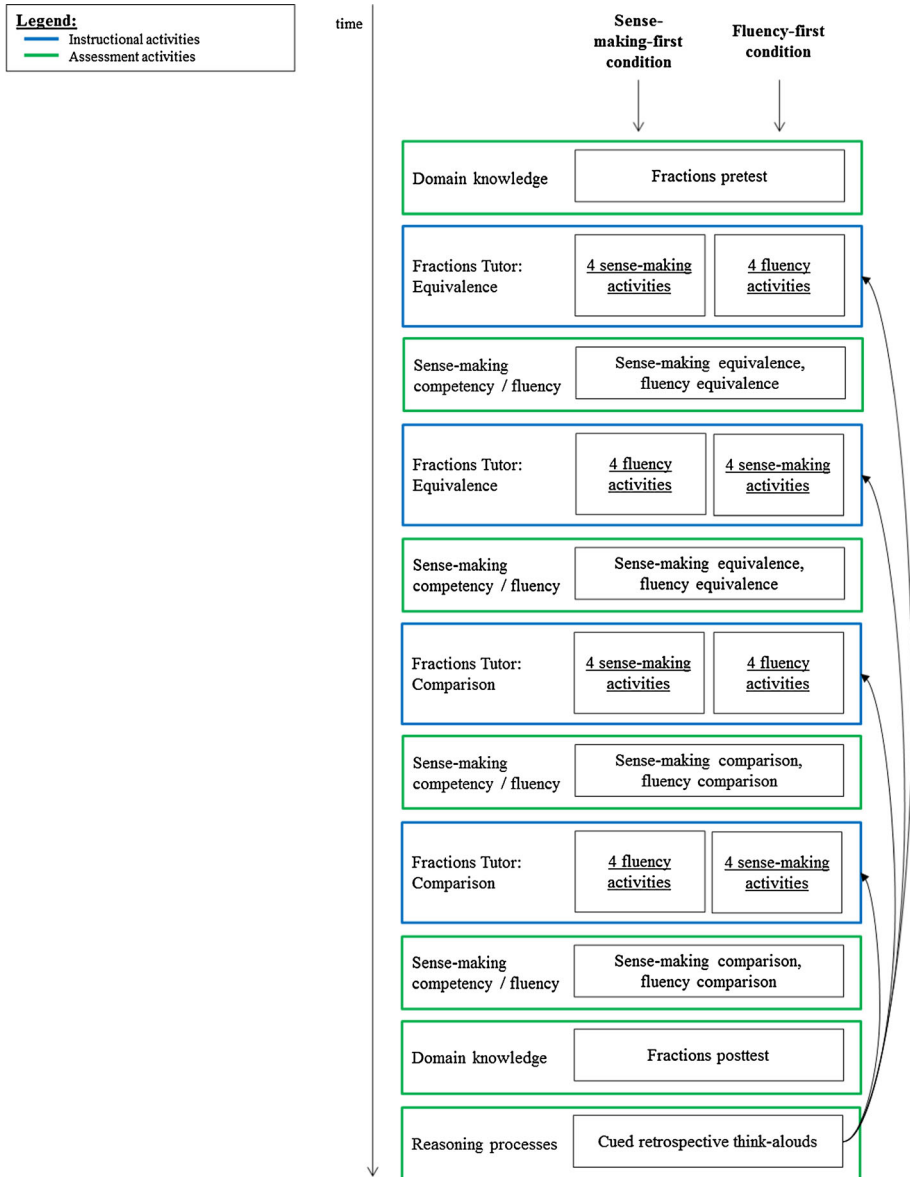 Legend:
Instructional activities
Assessment activities
time
Sense-
making-first
condition
Fluency-first
condition
Domain knowledge
Fractions pretest
Fractions Tutor:
Equivalence
4 sense-making
activities
4 fluency
activities
Sense-making
competency / fluency
Sense-making equivalence,
fluency equivalence
Fractions Tutor:
Equivalence
4 fluency
activities
4 sense-making
activities
Sense-making
competency / fluency
Sense-making equivalence,
fluency equivalence
Fractions Tutor:
Comparison
4 sense-making
activities
4 fluency
activities
Sense-making
competency / fluency
Sense-making comparison,
fluency comparison
Fractions Tutor:
Comparison
4 fluency
activities
4 sense-making
activities
Sense-making
competency / fluency
Sense-making comparison,
fluency comparison
Domain knowledge
Fractions posttest
Reasoning processes
Cued retrospective think-alouds